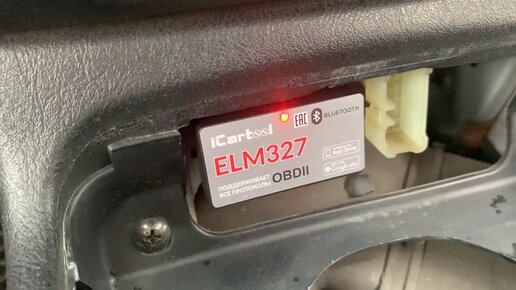 EAC BLUETOOTH
iCartool
ELM327
ПОДДЕРЖИВАЕТ
ВСЕ ПРОТОКОЛЫ OBDII
App Store
Google play